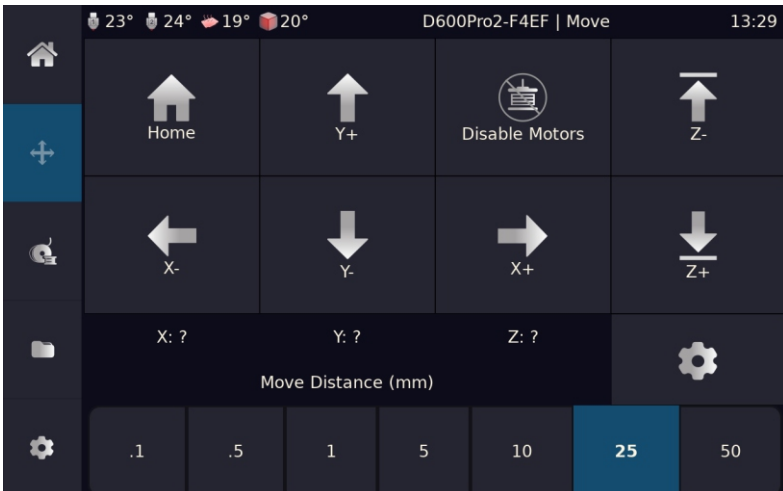 23° 24° 19° 20° D600Pro2-F4EF | Move 13:29
Home Y+ Disable Motors Z-
X- Y- X+ Z+
X: ? Y: ? Z: ?
Move Distance (mm)
.1 .5 1 5 10 25 50